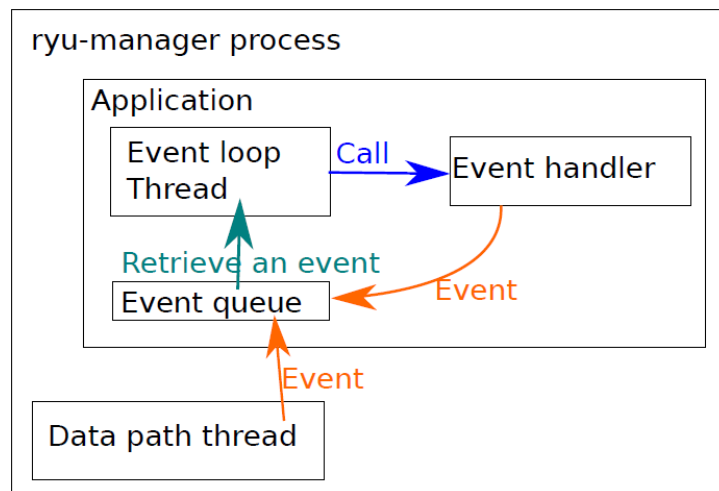 ryu-manager process
Application
Event loop
Thread
Call
Event handler
Retrieve an event
Event queue
Event
Event
Data path thread